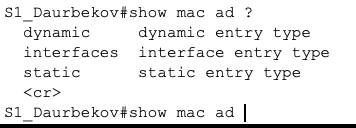 S1_Daurbekov#show mac ad ?
  dynamic     dynamic entry type
  interfaces  interface entry type
  static      static entry type
  <cr>
S1_Daurbekov#show mac ad